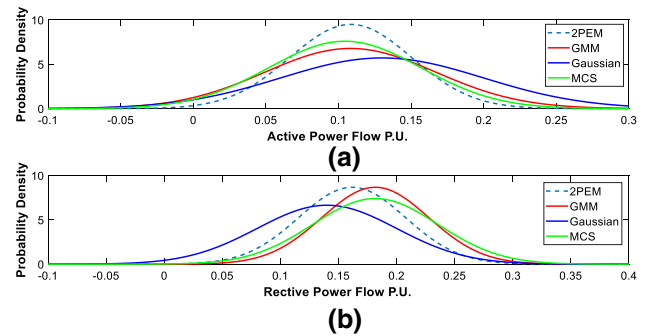 Probability Density
10
5
0
-0.1
-0.05
0
0.05
0.1
0.15
0.2
0.25
0.3
2PEM
GMM
Gaussian
MCS
Active Power Flow P.U.
(a)
Probability Density
10
5
0
-0.1
-0.05
0
0.05
0.1
0.15
0.2
0.25
0.3
0.35
0.4
2PEM
GMM
Gaussian
MCS
Rective Power Flow P.U.
(b)